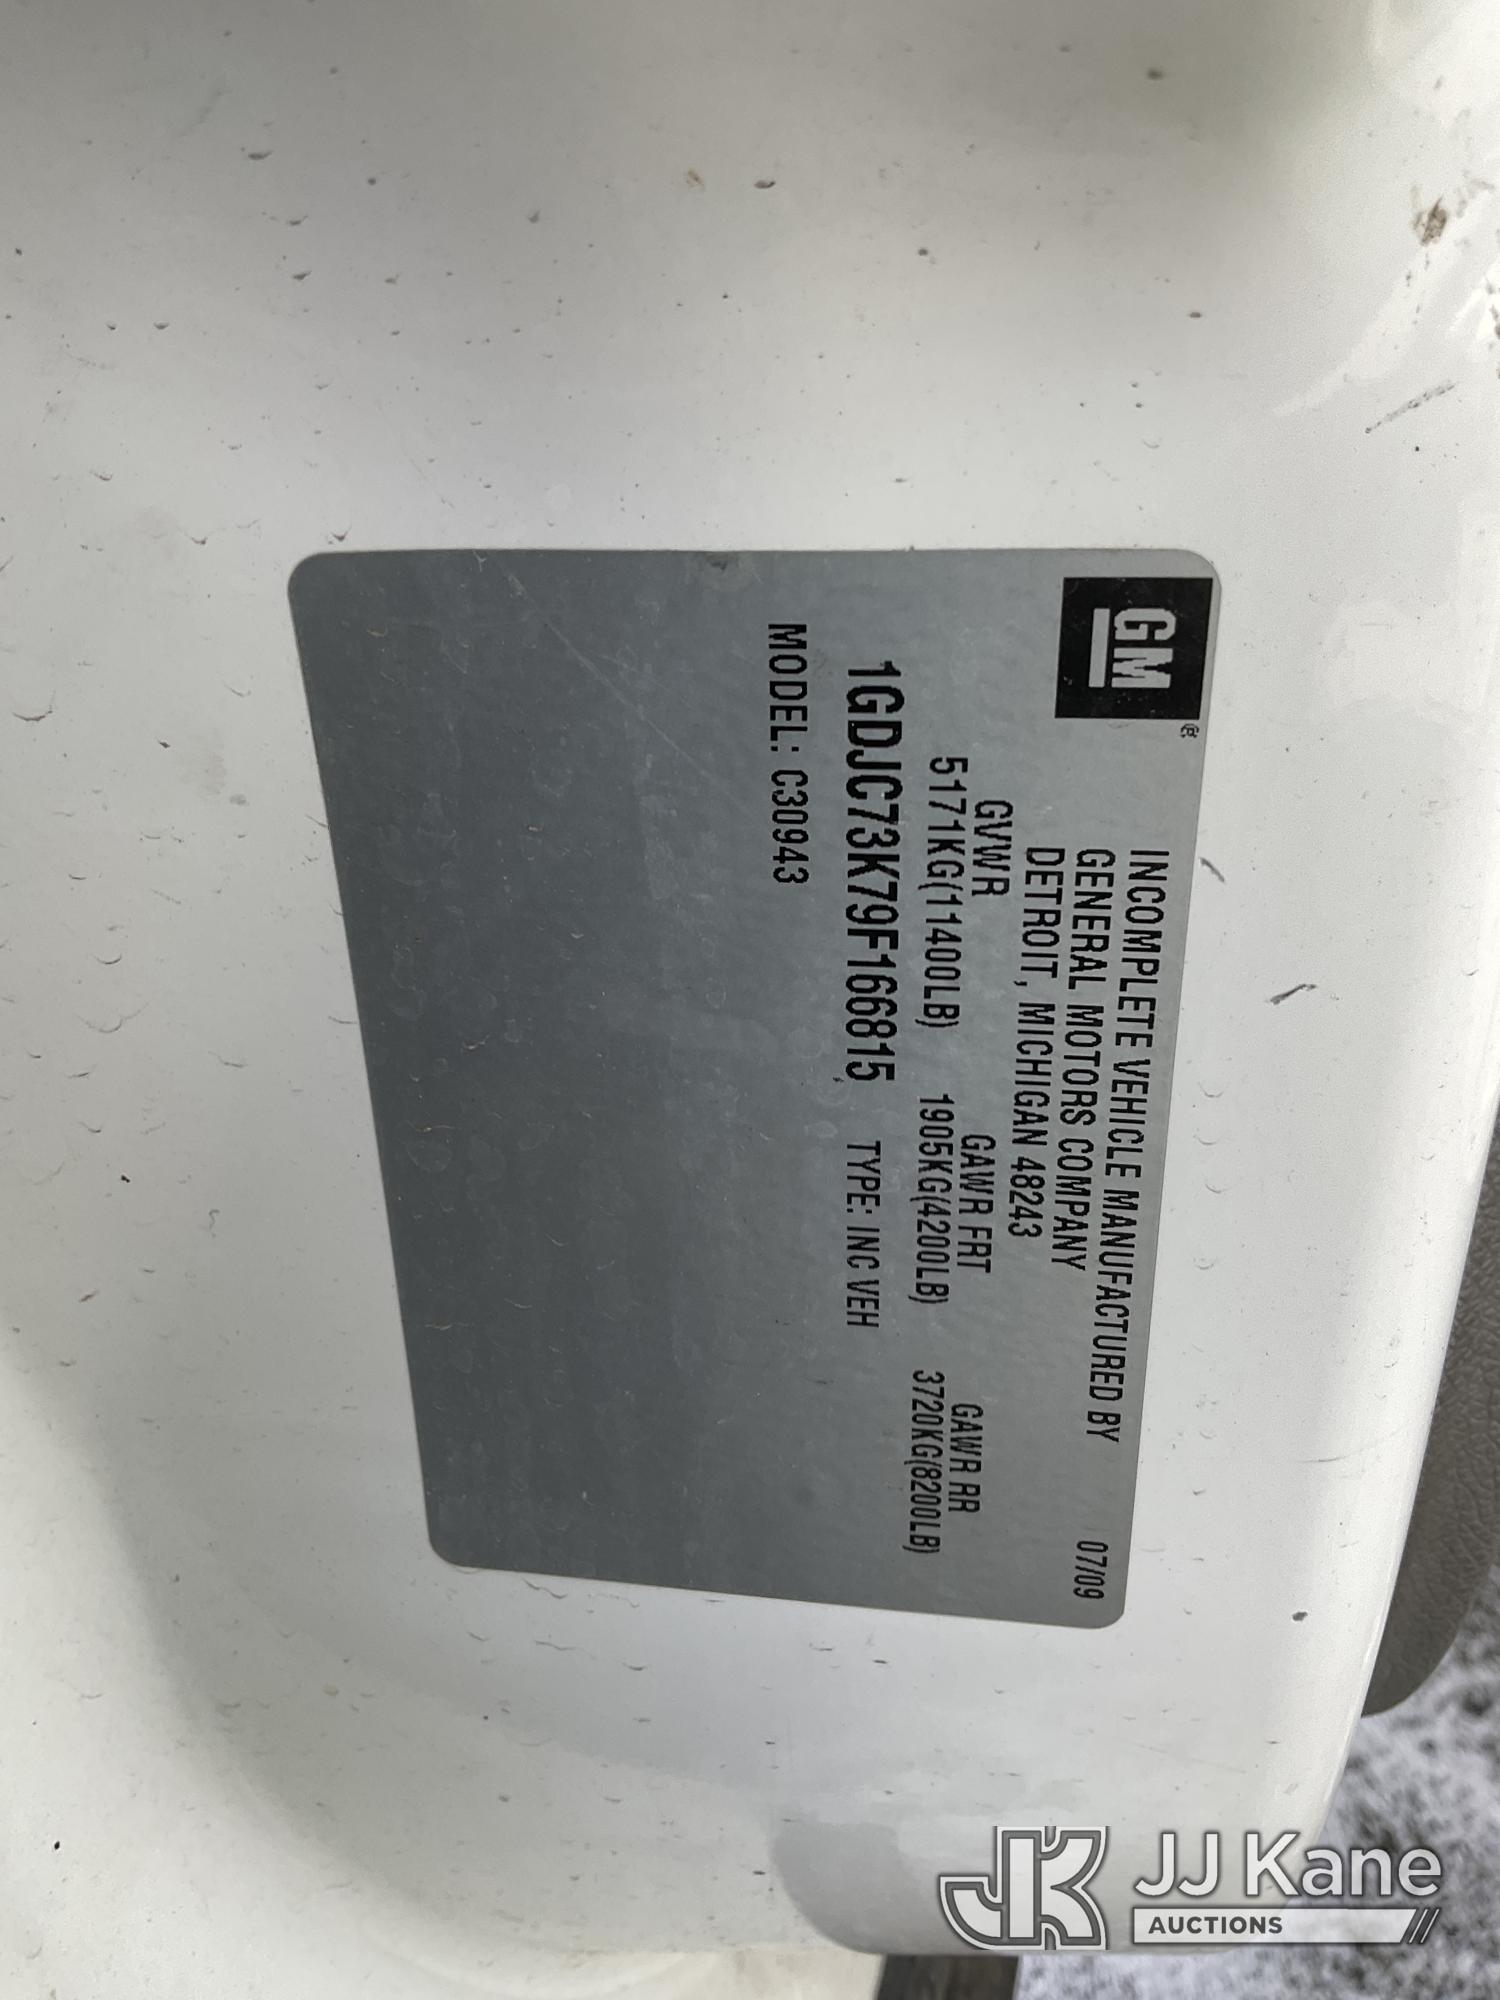 GM®
INCOMPLETE VEHICLE MANUFACTURED BY 07/09
GENERAL MOTORS COMPANY
DETROIT, MICHIGAN 48243
GVWR GAWR FRT GAWR RR
5171KG(11400LB) 1905KG(4200LB) 3720KG(8200LB)
1GDJC73K79F166815 TYPE: INC VEH
MODEL: C30943
JK JJ Kane
AUCTIONS